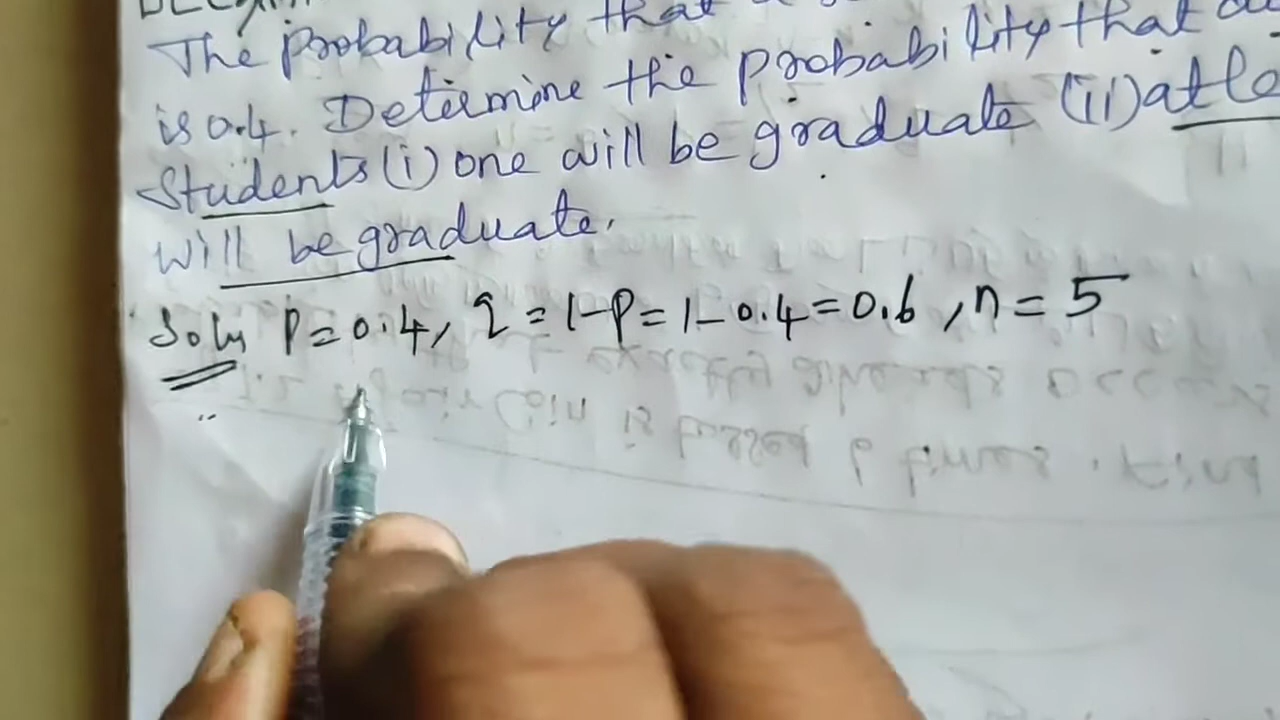 The probability that a
is 0.4. Determine the probability that
Students (i) one will be graduate (ii) atle
will be graduate.
Soln P=0.4, q=1-P=1-0.4=0.6, n=5